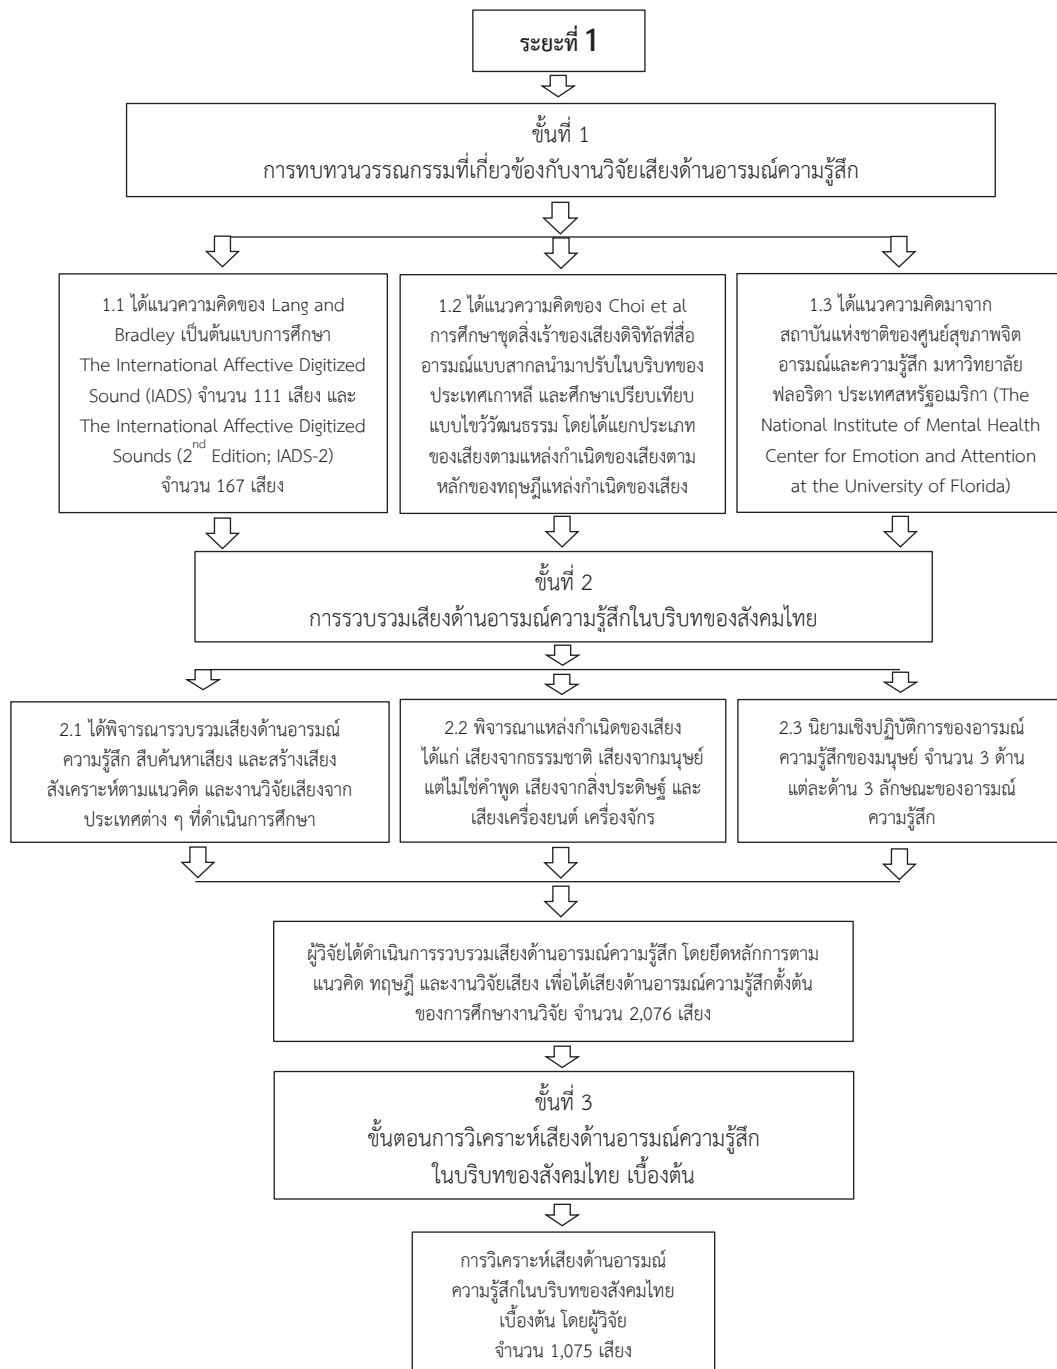 ระยะที่ 1
ขั้นที่ 1
การทบทวนวรรณกรรมที่เกี่ยวข้องกับงานวิจัยเสียงด้านอารมณ์ความรู้สึก
1.1 ได้แนวความคิดของ Lang and
Bradley เป็นต้นแบบการศึกษา
The International Affective Digitized
Sound (IADS) จำนวน 111 เสียง และ
The International Affective Digitized
Sounds (2nd Edition; IADS-2)
จำนวน 167 เสียง
1.2 ได้แนวความคิดของ Choi et al
การศึกษาชุดสิ่งเร้าของเสียงดิจิทัลที่สื่อ
อารมณ์แบบสากลนำมาปรับในบริบทของ
ประเทศเกาหลี และศึกษาเปรียบเทียบ
แบบไขว้วัฒนธรรม โดยได้แยกประเภท
ของเสียงตามแหล่งกำเนิดของเสียงตาม
หลักของทฤษฎีแหล่งกำเนิดของเสียง
1.3 ได้แนวความคิดมาจาก
สถาบันแห่งชาติของศูนย์สุขภาพจิต
อารมณ์และความรู้สึก มหาวิทยาลัย
ฟลอริดา ประเทศสหรัฐอเมริกา (The
National Institute of Mental Health
Center for Emotion and Attention
at the University of Florida)
ขั้นที่ 2
การรวบรวมเสียงด้านอารมณ์ความรู้สึกในบริบทของสังคมไทย
2.1 ได้พิจารณารวบรวมเสียงด้านอารมณ์
ความรู้สึก สืบค้นหาเสียง และสร้างเสียง
สังเคราะห์ตามแนวคิด และงานวิจัยเสียงจาก
ประเทศต่าง ๆ ที่ดำเนินการศึกษา
2.2 พิจารณาแหล่งกำเนิดของเสียง
ได้แก่ เสียงจากธรรมชาติ เสียงจากมนุษย์
แต่ไม่ใช่คำพูด เสียงจากสิ่งประดิษฐ์ และ
เสียงเครื่องยนต์ เครื่องจักร
2.3 นิยามเชิงปฏิบัติการของอารมณ์
ความรู้สึกของมนุษย์ จำนวน 3 ด้าน
แต่ละด้าน 3 ลักษณะของอารมณ์
ความรู้สึก
ผู้วิจัยได้ดำเนินการรวบรวมเสียงด้านอารมณ์ความรู้สึก โดยยึดหลักการตาม
แนวคิด ทฤษฎี และงานวิจัยเสียง เพื่อได้เสียงด้านอารมณ์ความรู้สึกตั้งต้น
ของการศึกษางานวิจัย จำนวน 2,076 เสียง
ขั้นที่ 3
ขั้นตอนการวิเคราะห์เสียงด้านอารมณ์ความรู้สึก
ในบริบทของสังคมไทย เบื้องต้น
การวิเคราะห์เสียงด้านอารมณ์
ความรู้สึกในบริบทของสังคมไทย
เบื้องต้น โดยผู้วิจัย
จำนวน 1,075 เสียง